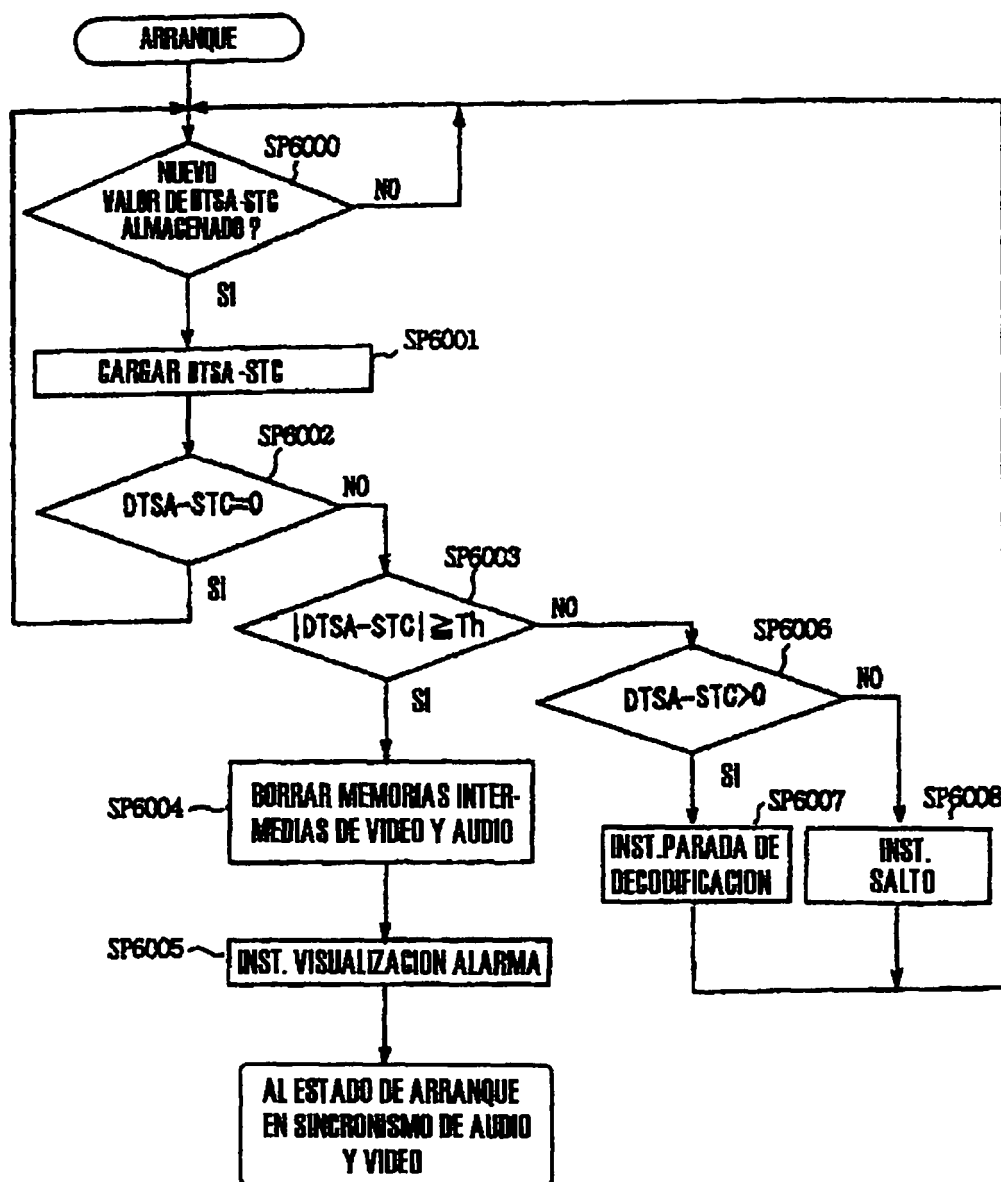 ARRANQUE
SP6000
NUEVO
VALOR DE DTSA-STC
ALMACENADO ?
NO
SI
SP6001
CARGAR DTSA-STC
SP6002
DTSA-STC=0
NO
SI
SP6003
|DTSA-STC| ≧ Th
NO
SI
SP6006
DTSA-STC>0
NO
SI
SP6004
BORRAR MEMORIAS INTER-
MEDIAS DE VIDEO Y AUDIO
SP6007
INST.PARADA DE
DECODIFICACION
SP6008
INST.
SALTO
SP6005
INST. VISUALIZACION ALARMA
AL ESTADO DE ARRANQUE
EN SINCRONISMO DE AUDIO
Y VIDEO